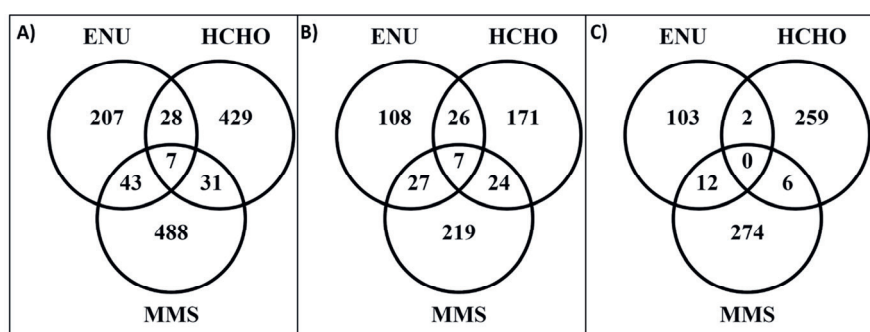 A)
ENU HCHO
207 28 429
7
43 31
488
MMS
B)
ENU HCHO
108 26 171
7
27 24
219
MMS
C)
ENU HCHO
103 2 259
0
12 6
274
MMS